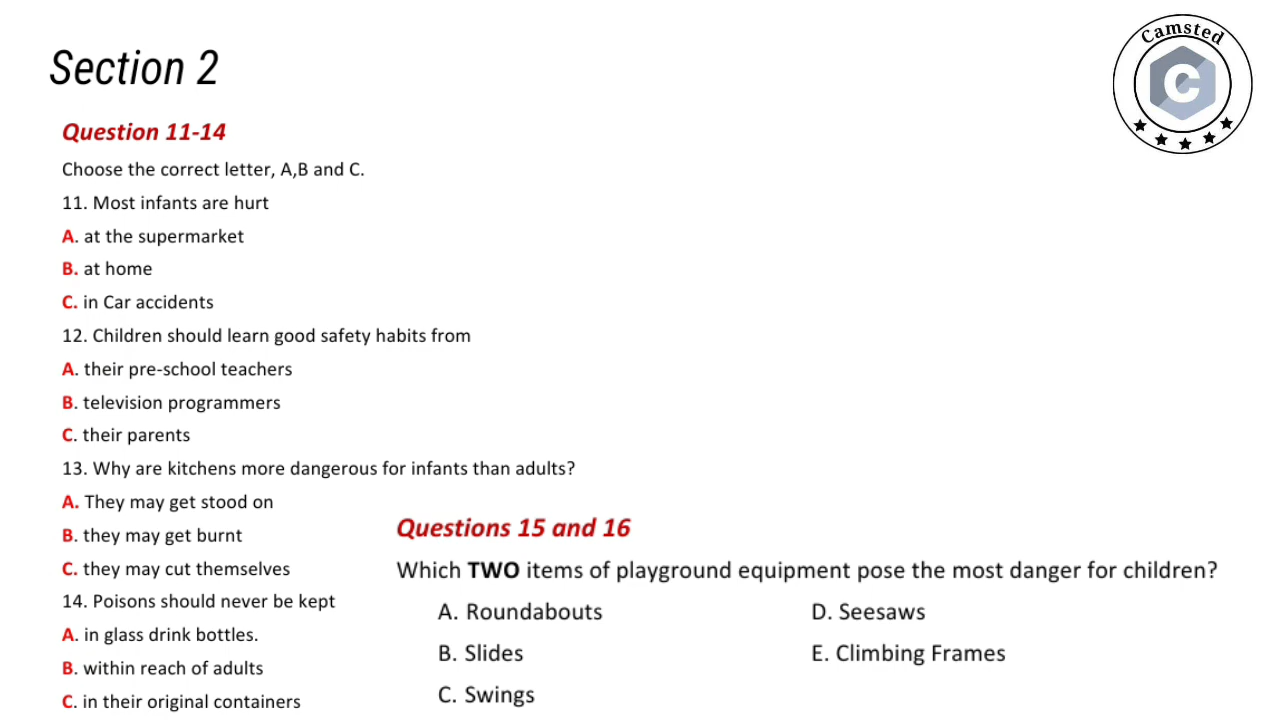 Camsted
C
Section 2
Question 11-14
Choose the correct letter, A,B and C.
11. Most infants are hurt
A. at the supermarket
B. at home
C. in Car accidents
12. Children should learn good safety habits from
A. their pre-school teachers
B. television programmers
C. their parents
13. Why are kitchens more dangerous for infants than adults?
A. They may get stood on
B. they may get burnt
C. they may cut themselves
14. Poisons should never be kept
A. in glass drink bottles.
B. within reach of adults
C. in their original containers
Questions 15 and 16
Which TWO items of playground equipment pose the most danger for children?
A. Roundabouts
B. Slides
C. Swings
D. Seesaws
E. Climbing Frames